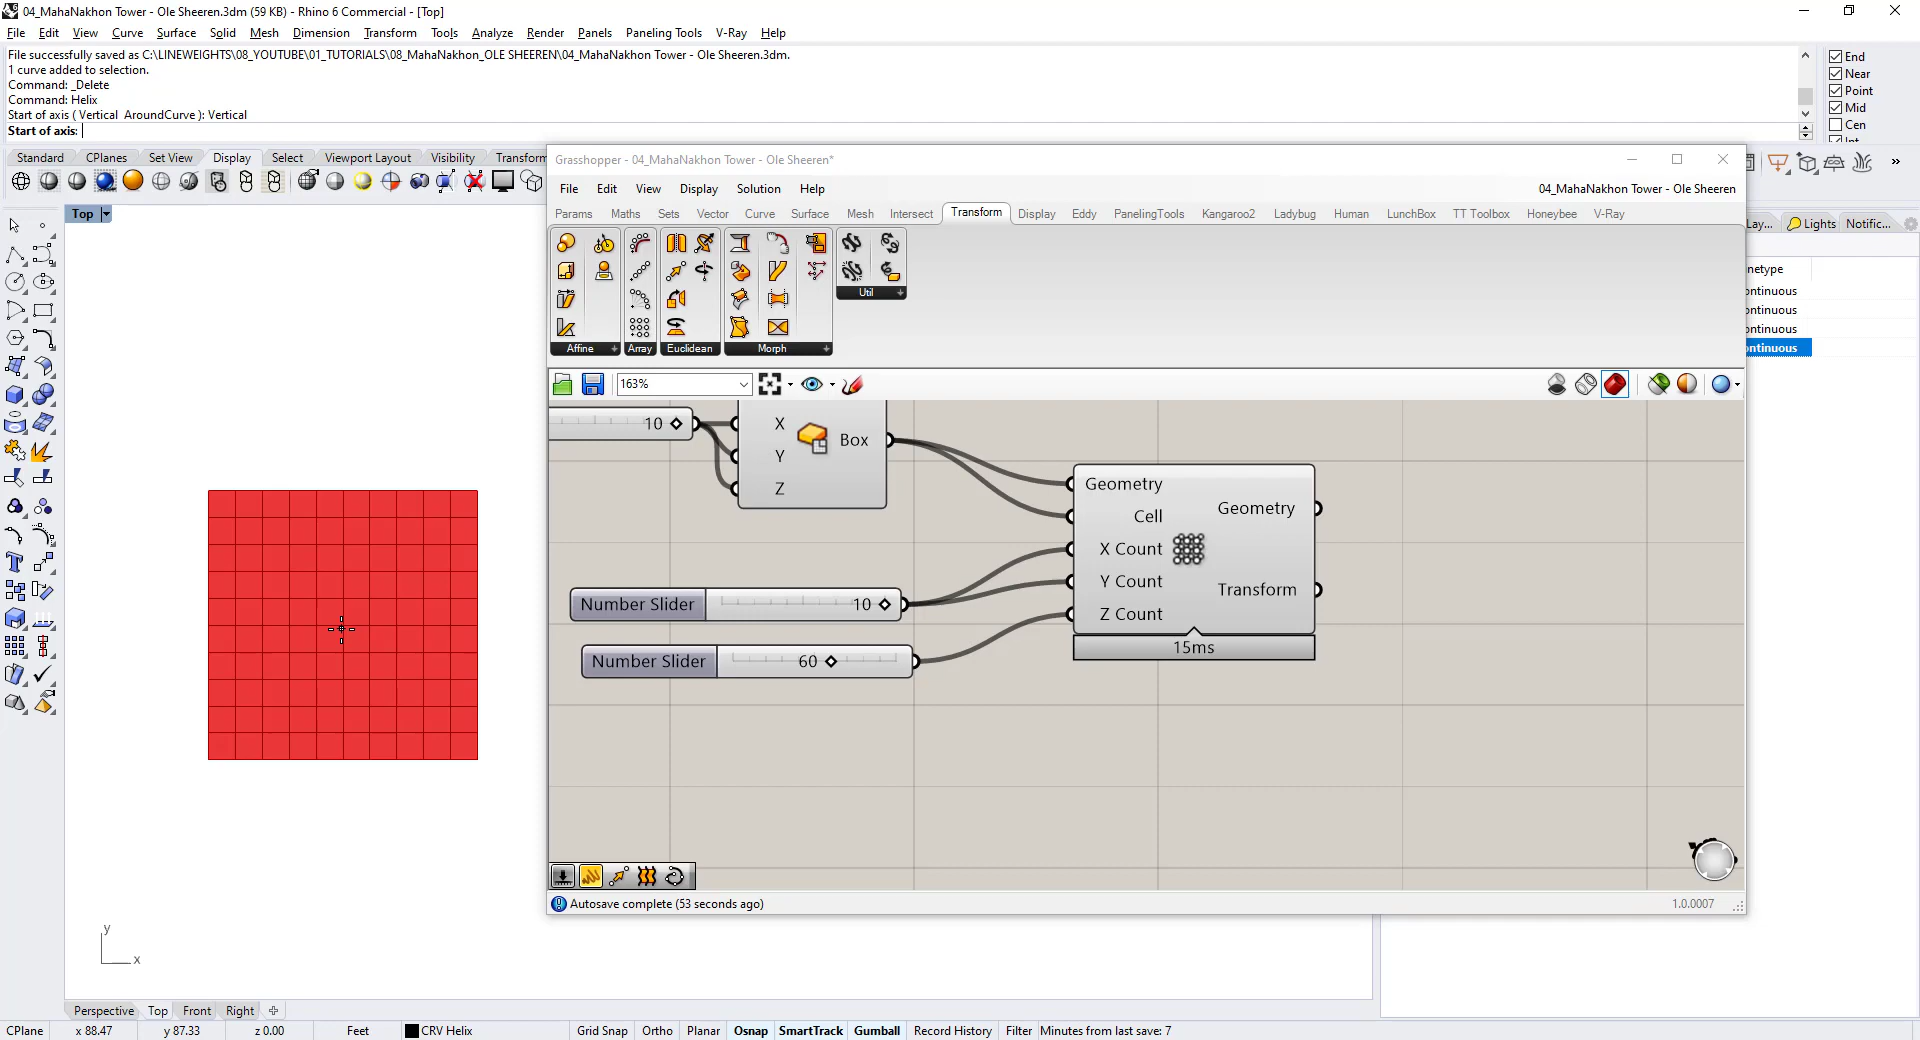 04_MahaNakhon Tower - Ole Sheeren.3dm (59 KB) - Rhino 6 Commercial - [Top]
File Edit View Curve Surface Solid Mesh Dimension Transform Tools Analyze Render Panels Paneling Tools V-Ray Help
File successfully saved as C:\LINEWEIGHTS\08_YOUTUBE\01_TUTORIALS\08_MahaNakhon_OLE SHEEREN\04_MahaNakhon Tower - Ole Sheeren.3dm.
1 curve added to selection.
Command: _Delete
Command: Helix
Start of axis ( Vertical AroundCurve ): Vertical
Start of axis:
End
Near
Point
Mid
Cen
Int
Standard CPlanes Set View Display Select Viewport Layout Visibility Transform
Grasshopper - 04_MahaNakhon Tower - Ole Sheeren*
File Edit View Display Solution Help
04_MahaNakhon Tower - Ole Sheeren
Params Maths Sets Vector Curve Surface Mesh Intersect Transform Display Eddy PanelingTools Kangaroo2 Ladybug Human LunchBox TT Toolbox Honeybee V-Ray
Top
Lay... Lights Notific...
netype
ontinuous
ontinuous
ontinuous
ontinuous
Util
Affine Array Euclidean Morph
163%
10
X
Y
Z
Box
Geometry
Cell
X Count
Y Count
Z Count
Geometry
Transform
15ms
Number Slider 10
Number Slider 60
Autosave complete (53 seconds ago)
1.0.0007
y
x
Perspective Top Front Right
CPlane x 88.47 y 87.33 z 0.00 Feet CRV Helix Grid Snap Ortho Planar Osnap SmartTrack Gumball Record History Filter Minutes from last save: 7